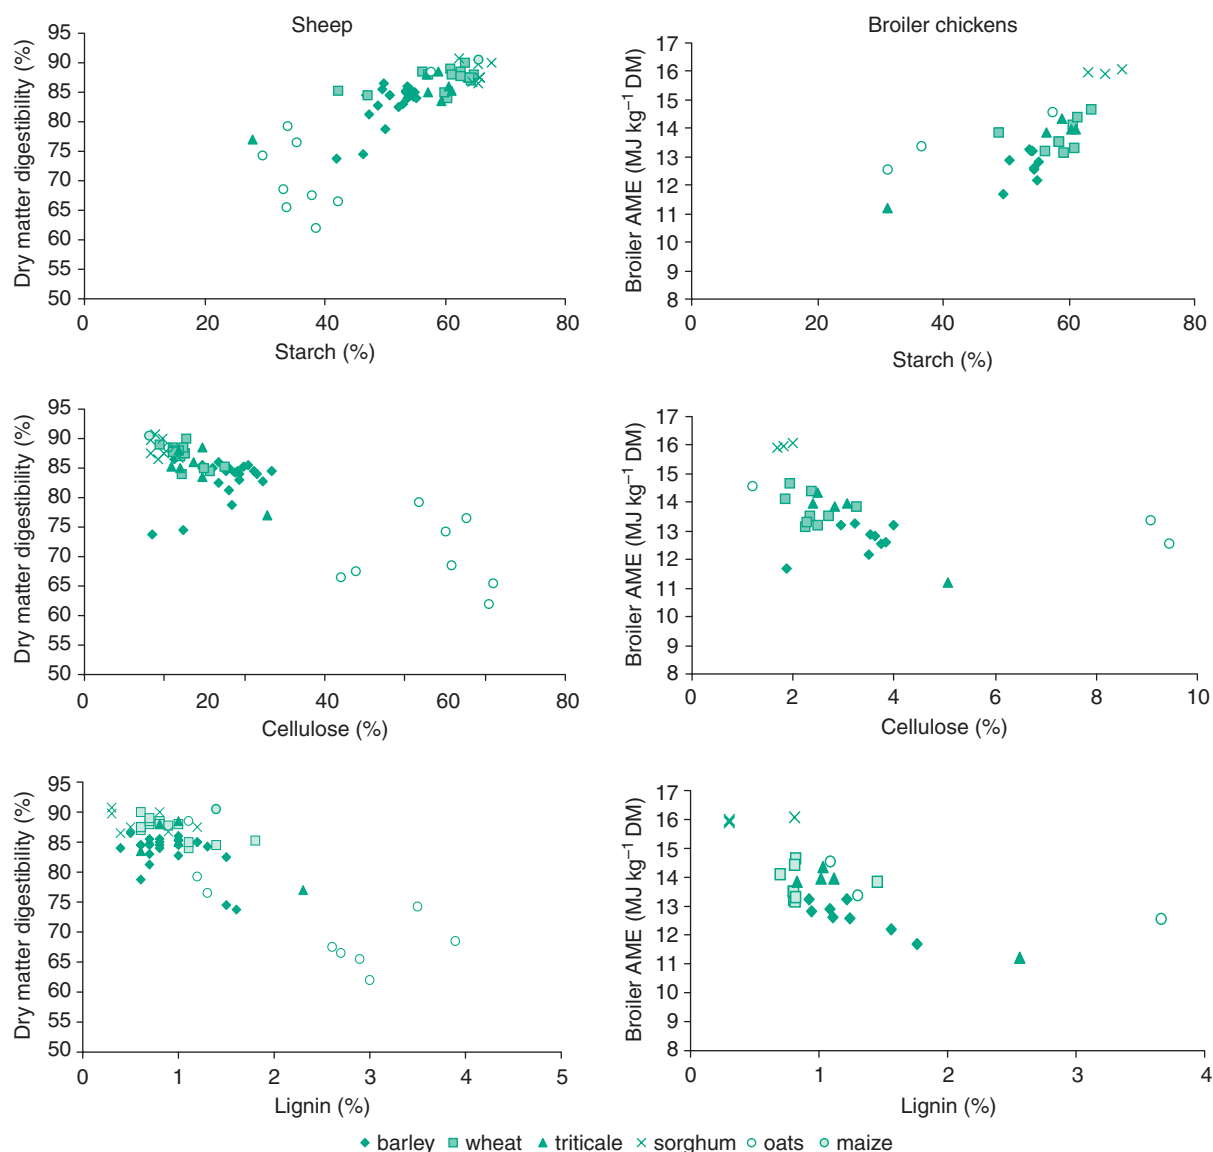 Sheep
Dry matter digestibility (%)
95
90
85
80
75
70
65
60
55
50
0 20 40 60 80
Starch (%)
Broiler chickens
Broiler AME (MJ kg⁻¹ DM)
17
16
15
14
13
12
11
10
9
8
0 20 40 60 80
Starch (%)
Dry matter digestibility (%)
95
90
85
80
75
70
65
60
55
50
0 20 40 60 80
Cellulose (%)
Broiler AME (MJ kg⁻¹ DM)
17
16
15
14
13
12
11
10
9
8
0 2 4 6 8 10
Cellulose (%)
Dry matter digestibility (%)
95
90
85
80
75
70
65
60
55
50
0 1 2 3 4 5
Lignin (%)
Broiler AME (MJ kg⁻¹ DM)
17
16
15
14
13
12
11
10
9
8
0 1 2 3 4
Lignin (%)
barley wheat triticale sorghum oats maize